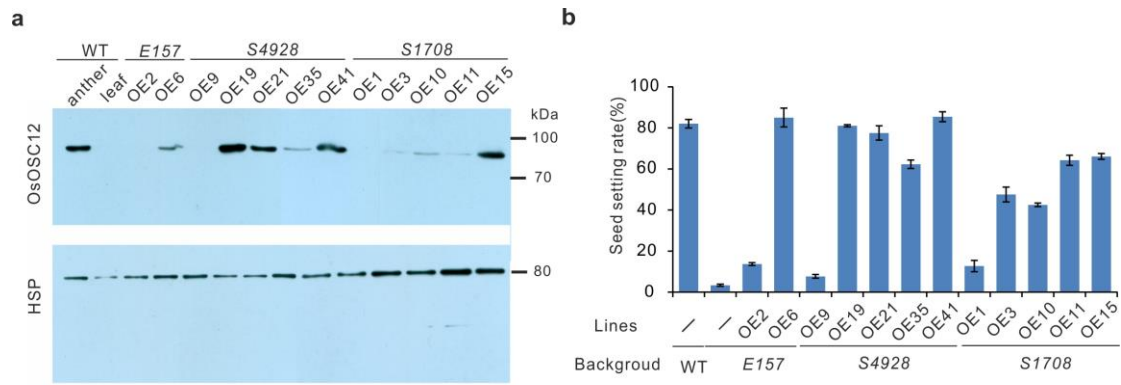 a
WT E157 S4928 S1708
anther leaf OE2 OE6 OE9 OE19 OE21 OE35 OE41 OE1 OE3 OE10 OE11 OE15
kDa
OsOSC12
100
70
HSP
80
b
Seed setting rate(%)
100
80
60
40
20
0
Lines — — OE2 OE6 OE9 OE19 OE21 OE35 OE41 OE1 OE3 OE10 OE11 OE15
Backgroud WT E157 S4928 S1708